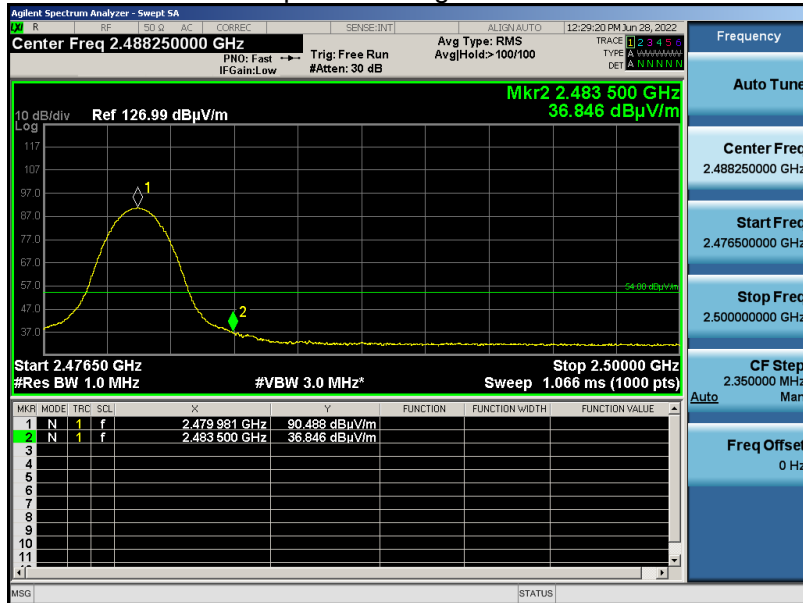 Agilent Spectrum Analyzer - Swept SA
LXI R RF 50 Ω AC CORREC SENSE:INT ALIGN AUTO 12:29:20 PM Jun 28, 2022
Center Freq 2.488250000 GHz
PNO: Fast
IFGain:Low
Trig: Free Run
#Atten: 30 dB
Avg Type: RMS
Avg|Hold:>100/100
TRACE 1 2 3 4 5 6
TYPE A
DET A N N N N N
Mkr2 2.483 500 GHz
36.846 dBµV/m
10 dB/div
Log
Ref 126.99 dBµV/m
117
107
97.0
87.0
77.0
67.0
57.0
47.0
37.0
1
2
54.00 dBµV/m
Start 2.47650 GHz Stop 2.50000 GHz
#Res BW 1.0 MHz #VBW 3.0 MHz* Sweep 1.066 ms (1000 pts)
MKR MODE TRC SCL X Y FUNCTION FUNCTION WIDTH FUNCTION VALUE
1 N 1 f 2.479 981 GHz 90.488 dBµV/m
2 N 1 f 2.483 500 GHz 36.846 dBµV/m
3
4
5
6
7
8
9
10
11
MSG STATUS
Frequency
Auto Tune
Center Freq
2.488250000 GHz
Start Freq
2.476500000 GHz
Stop Freq
2.500000000 GHz
CF Step
2.350000 MHz
Auto Man
Freq Offset
0 Hz